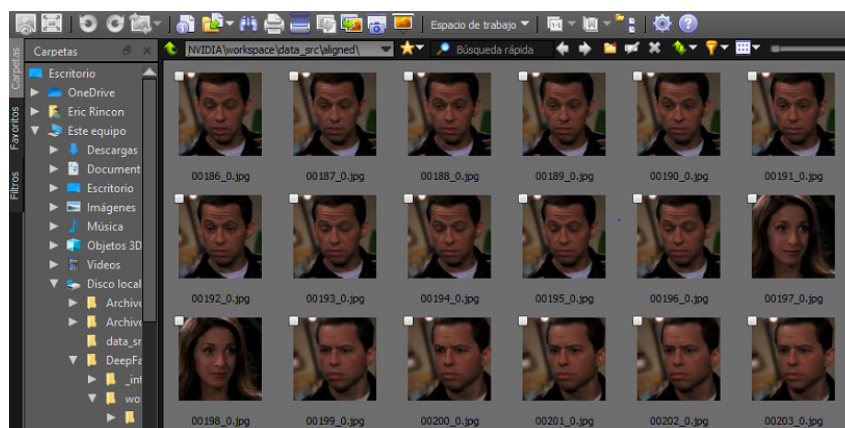 Espacio de trabajo
Carpetas
NVIDIA\workspace\data_src\aligned\
Búsqueda rápida
Carpetas
Favoritos
Filtros
Escritorio
OneDrive
Eric Rincon
Este equipo
Descargas
Document
Escritorio
Imágenes
Música
Objetos 3D
Videos
Disco local
Archivo
Archivo
data_sr
DeepFa
_int
wo
00186_0.jpg 00187_0.jpg 00188_0.jpg 00189_0.jpg 00190_0.jpg 00191_0.jpg
00192_0.jpg 00193_0.jpg 00194_0.jpg 00195_0.jpg 00196_0.jpg 00197_0.jpg
00198_0.jpg 00199_0.jpg 00200_0.jpg 00201_0.jpg 00202_0.jpg 00203_0.jpg